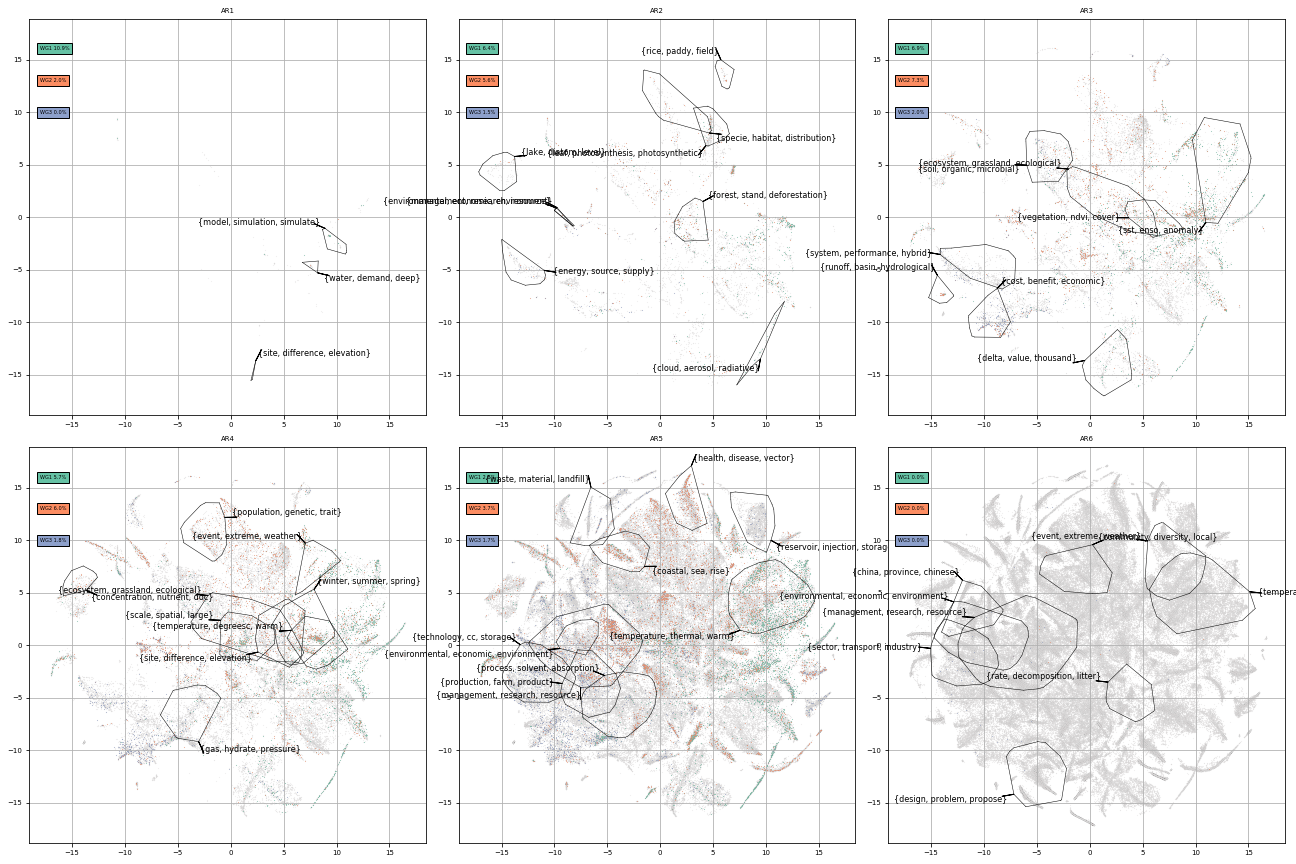 AR1
WG1 10.9%
WG2 2.0%
WG3 0.0%
{model, simulation, simulate}
{water, demand, deep}
{site, difference, elevation}
15
10
5
0
−5
−10
−15
−15 −10 −5 0 5 10 15
AR2
WG1 6.4%
WG2 5.6%
WG3 1.5%
{rice, paddy, field}
{specie, habitat, distribution}
{lake, level}
photosynthesis, photosynthetic}
{forest, stand, deforestation}
{energy, source, supply}
{cloud, aerosol, radiative}
15
10
5
0
−5
−10
−15
−15 −10 −5 0 5 10 15
AR3
WG1 6.9%
WG2 7.3%
WG3 2.0%
{ecosystem, grassland, ecological}
{soil, organic, microbial}
{vegetation, ndvi, cover}
{sst, enso, anomaly}
{system, performance, hybrid}
{runoff, basin, hydrological}
{cost, benefit, economic}
{delta, value, thousand}
15
10
5
0
−10
−15
−15 −10 −5 0 5 10 15
AR4
WG1 5.7%
WG2 6.0%
WG3 1.8%
{population, genetic, trait}
{event, extreme, weather}
{winter, summer, spring}
{ecosystem, grassland, ecological}
{concentration, nutrient, doc}
{scale, spatial, large}
{temperature, degreesc, warm}
{site, difference, elevation}
{gas, hydrate, pressure}
15
10
5
0
−5
−10
−15
−15 −10 −5 0 5 10 15
AR5
WG1
WG2 3.7%
WG3 1.7%
{health, disease, vector}
{waste, material, landfill}
{reservoir, injection, storag
{coastal, sea, rise}
{temperature, thermal, warm}
{technology, cc, storage}
{environmental, economic, environment}
{process, solvent, absorption}
{production, farm, product}
{management, research, resource}
15
10
5
0
−5
−10
−15
−15 −10 −5 0 5 10 15
AR6
WG1 0.0%
WG2 0.0%
WG3 0.0%
{event, extreme, weather}
{community, diversity, local}
{china, province, chinese}
{tempera
{environmental, economic, environment}
{management, research, resource}
{sector, transport, industry}
{rate, decomposition, litter}
{design, problem, propose}
15
10
5
0
−5
−10
−15
−15 −10 −5 0 5 10 15